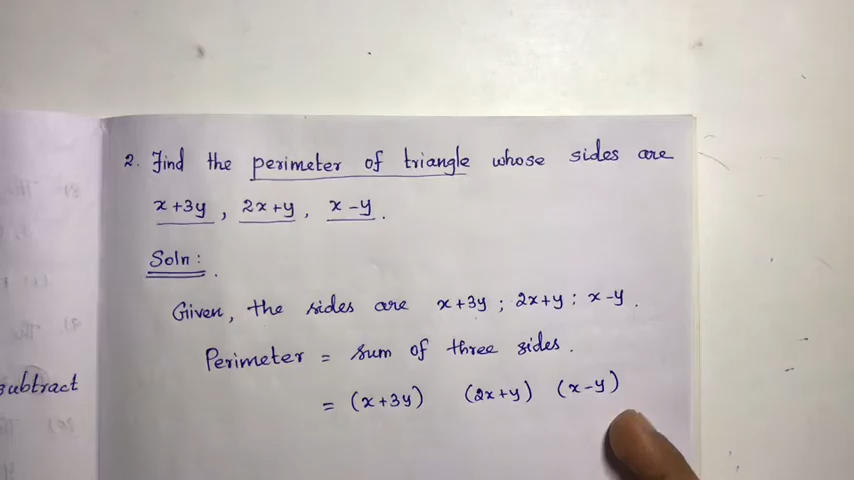 2. Find the perimeter of triangle whose sides are
x+3y, 2x+y, x-y.
Soln:.
Given, the sides are x+3y ; 2x+y ; x-y.
Perimeter = sum of three sides.
subtract
= (x+3y) (2x+y) (x-y)